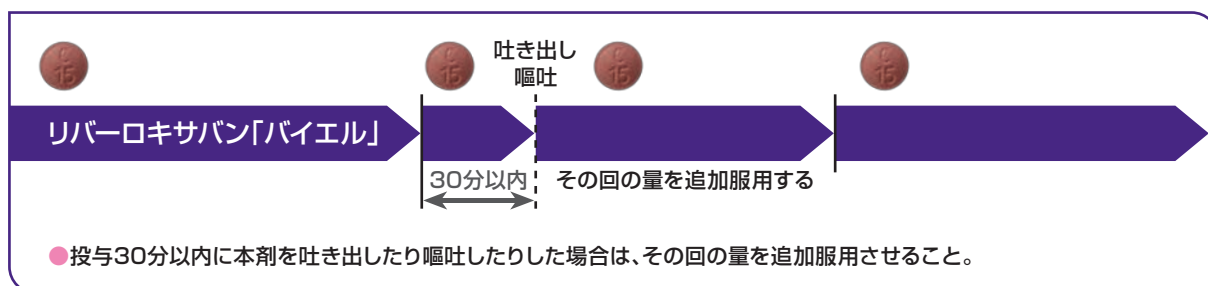 C
15
C
15
吐き出し
嘔吐
C
15
C
15
リバーロキサバン「バイエル」
30分以内
その回の量を追加服用する
●投与30分以内に本剤を吐き出したり嘔吐したりした場合は、その回の量を追加服用させること。